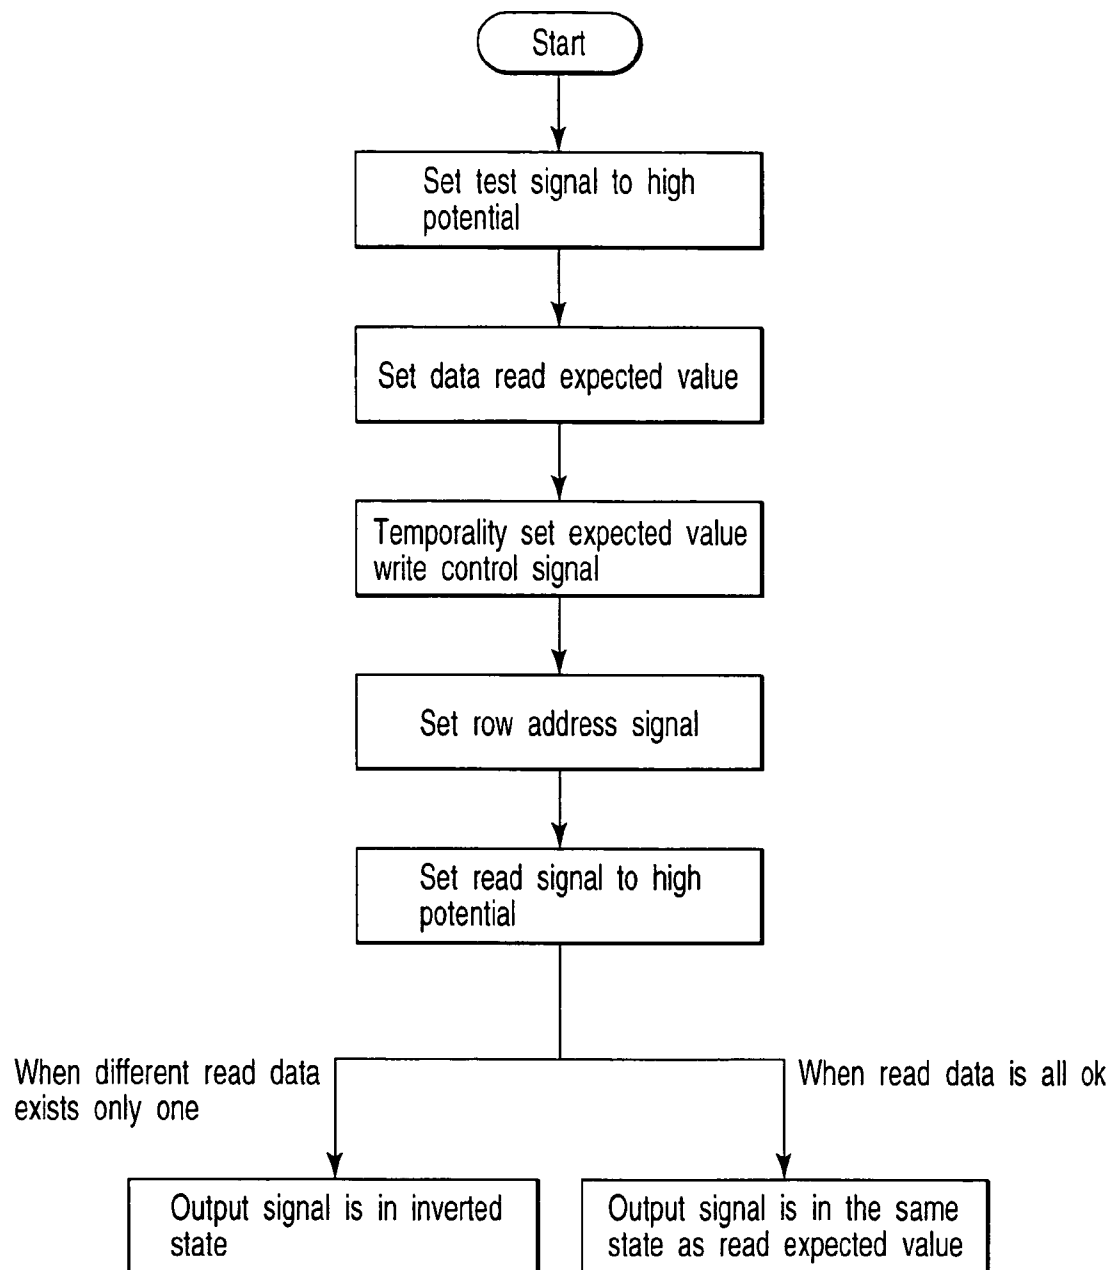 Start
Set test signal to high
potential
Set data read expected value
Temporality set expected value
write control signal
Set row address signal
Set read signal to high
potential
When different read data
exists only one
When read data is all ok
Output signal is in inverted
state
Output signal is in the same
state as read expected value